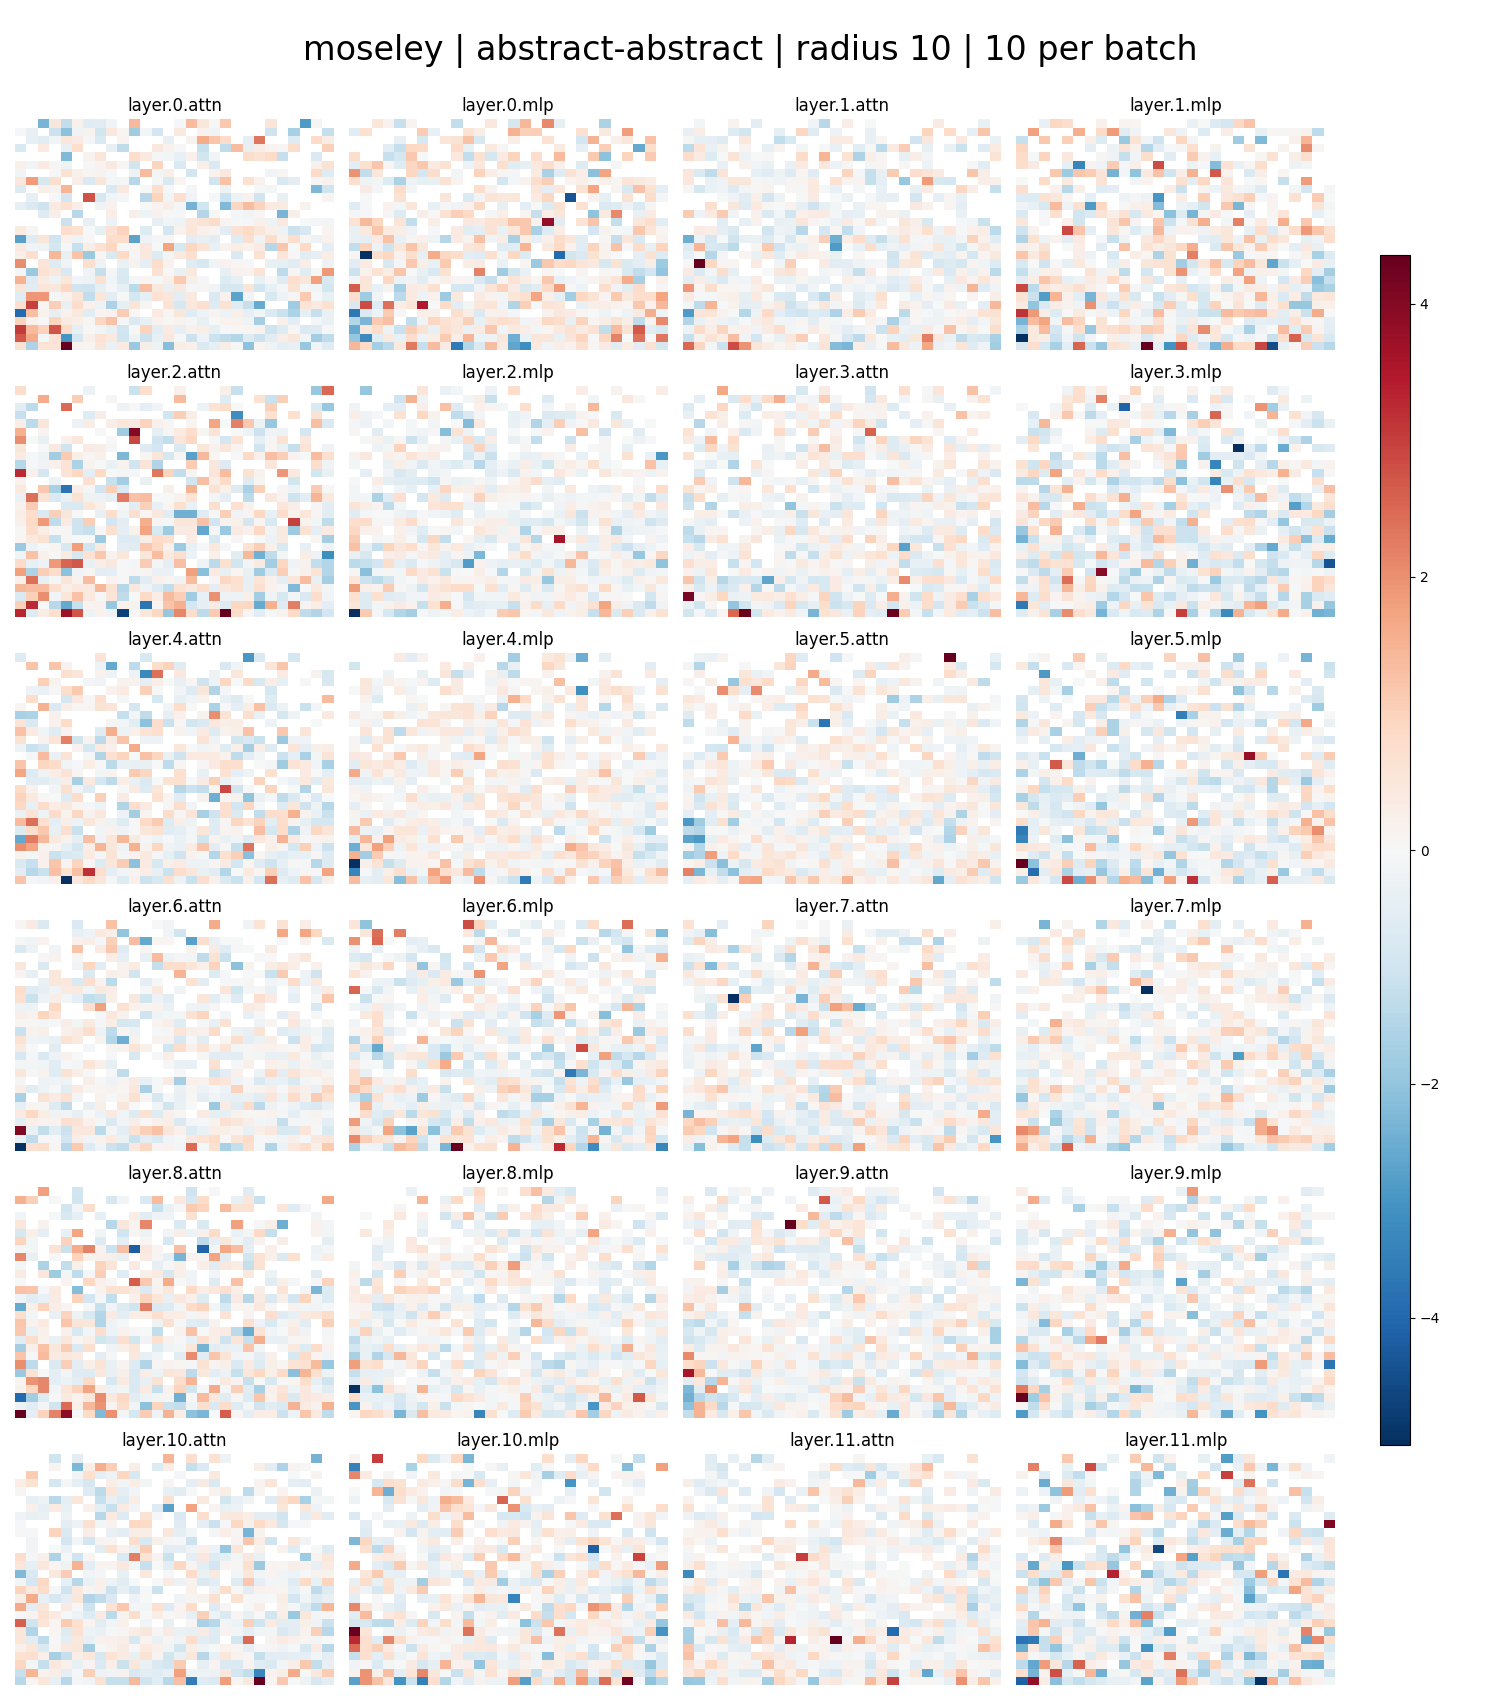 moseley | abstract-abstract | radius 10 | 10 per batch
layer.0.attn layer.0.mlp layer.1.attn layer.1.mlp
layer.2.attn layer.2.mlp layer.3.attn layer.3.mlp
layer.4.attn layer.4.mlp layer.5.attn layer.5.mlp
layer.6.attn layer.6.mlp layer.7.attn layer.7.mlp
layer.8.attn layer.8.mlp layer.9.attn layer.9.mlp
layer.10.attn layer.10.mlp layer.11.attn layer.11.mlp
4
2
0
−2
−4